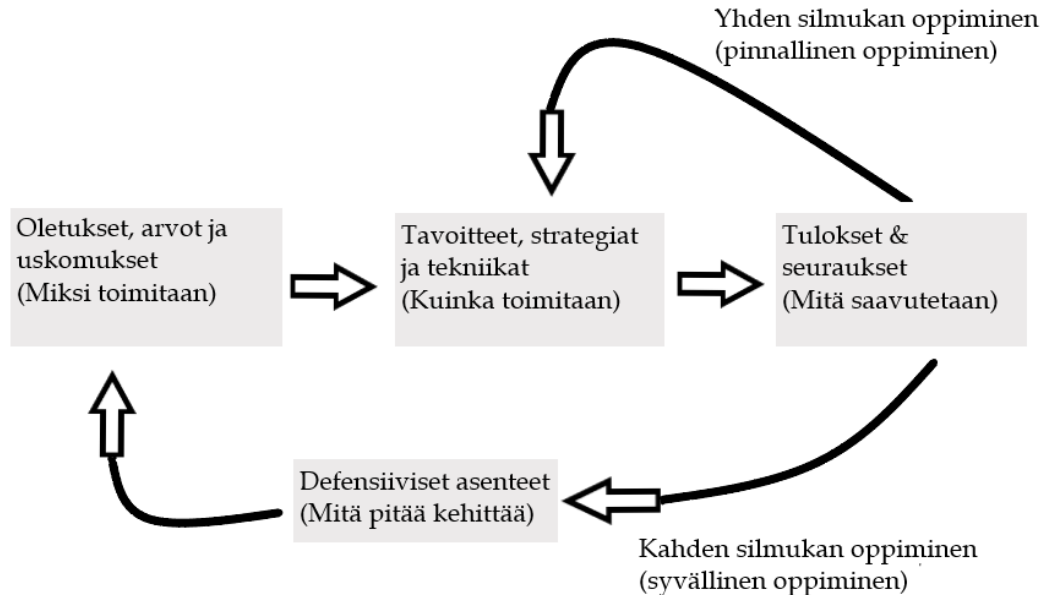 Yhden silmukan oppiminen
(pinnallinen oppiminen)
Oletukset, arvot ja
uskomukset
(Miksi toimitaan)
Tavoitteet, strategiat
ja tekniikat
(Kuinka toimitaan)
Tulokset &
seuraukset
(Mitä saavutetaan)
Defensiiviset asenteet
(Mitä pitää kehittää)
Kahden silmukan oppiminen
(syvällinen oppiminen)